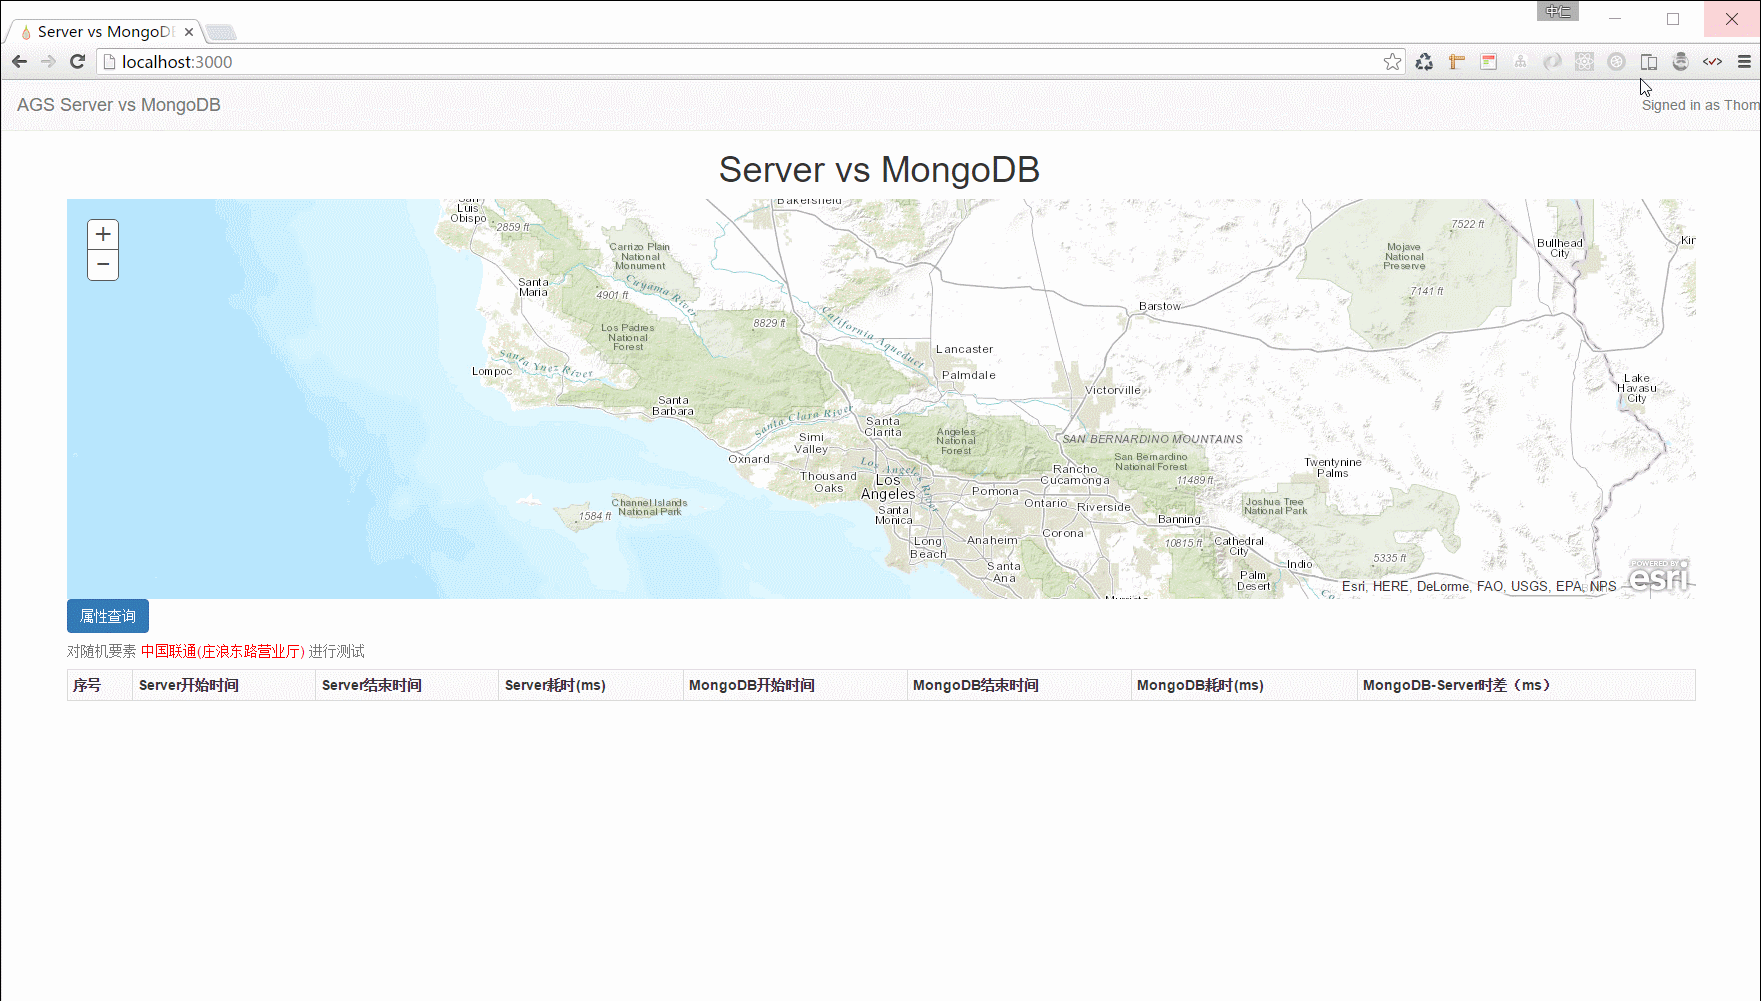 中仁
Server vs MongoD
localhost:3000
AGS Server vs MongoDB
Signed in as Thom
Server vs MongoDB
+
−
San
Luis
Obispo
2859 ft
Bakersfield
Carrizo Plain
National
Monument
7522 ft
Mojave
National
Preserve
Bullhead
City
Kin
Santa
Maria
4901 ft
Cuyama River
7141 ft
Barstow
Los Padres
National
Forest
8829 ft
California Aqueduct
Lancaster
Palmdale
Santa Ynez River
Lompoc
Victorville
Lake
Havasu
City
Santa
Barbara
Santa Clara River
Santa
Clarita
Simi
Valley
Angeles
National
Forest
SAN BERNARDINO MOUNTAINS
Oxnard
San Bernardino
National Forest
Twentynine
Palms
Thousand
Oaks
Los Angeles River
Los
Angeles
Rancho
Cucamonga
11489 ft
Pomona
Channel Islands
National Park
1584 ft
Ontario
Riverside
Joshua Tree
National Park
Santa
Monica
Banning
Corona
Long
Beach
Anaheim
10815 ft
Cathedral
City
5335 ft
Indio
Santa
Ana
Palm
Desert
Murrieta
Esri, HERE, DeLorme, FAO, USGS, EPA, NPS
POWERED BY
esri
属性查询
对随机要素 中国联通(庄浪东路营业厅) 进行测试
序号 Server开始时间 Server结束时间 Server耗时(ms) MongoDB开始时间 MongoDB结束时间 MongoDB耗时(ms) MongoDB-Server时差（ms）